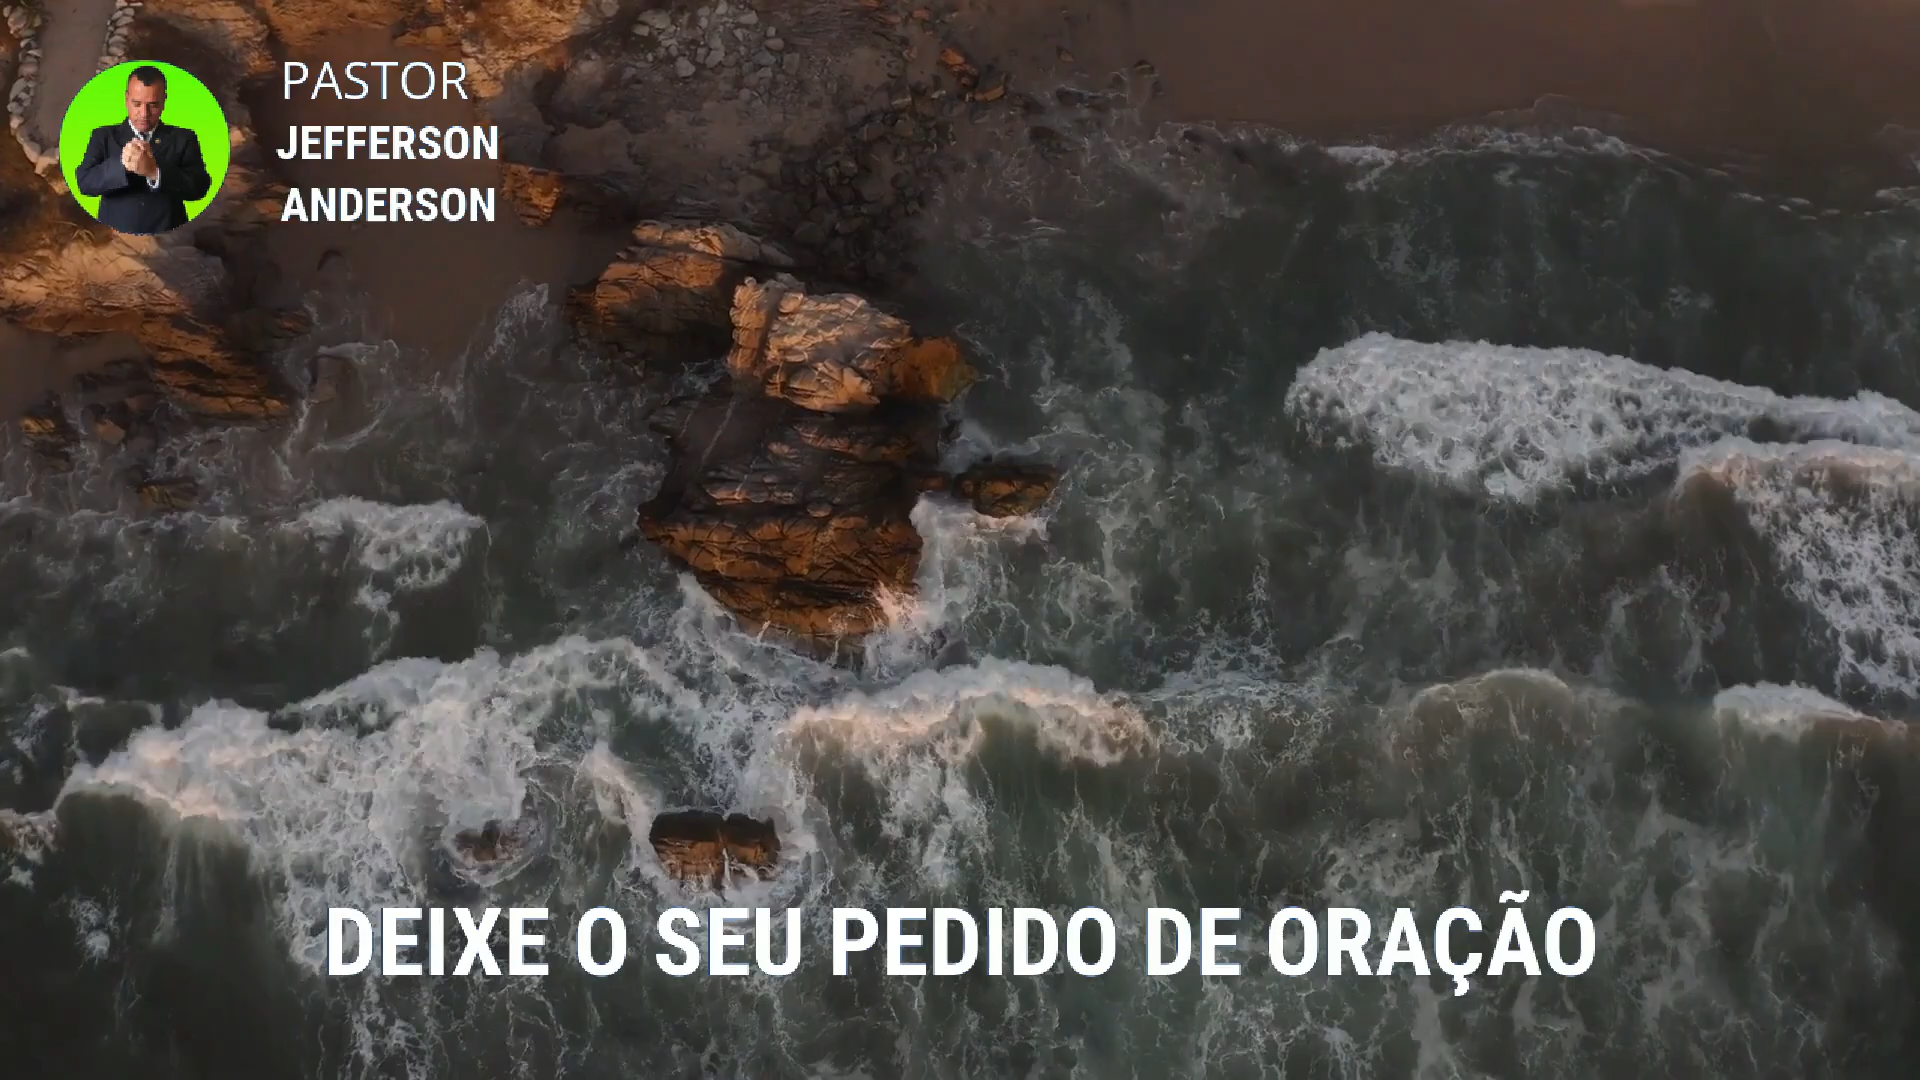 PASTOR
JEFFERSON
ANDERSON
DEIXE O SEU PEDIDO DE ORAÇÃO